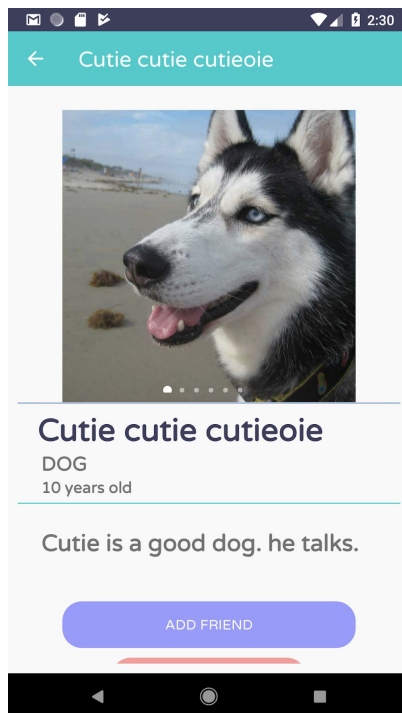 2:30
Cutie cutie cutieoie
Cutie cutie cutieoie
DOG
10 years old
Cutie is a good dog. he talks.
ADD FRIEND